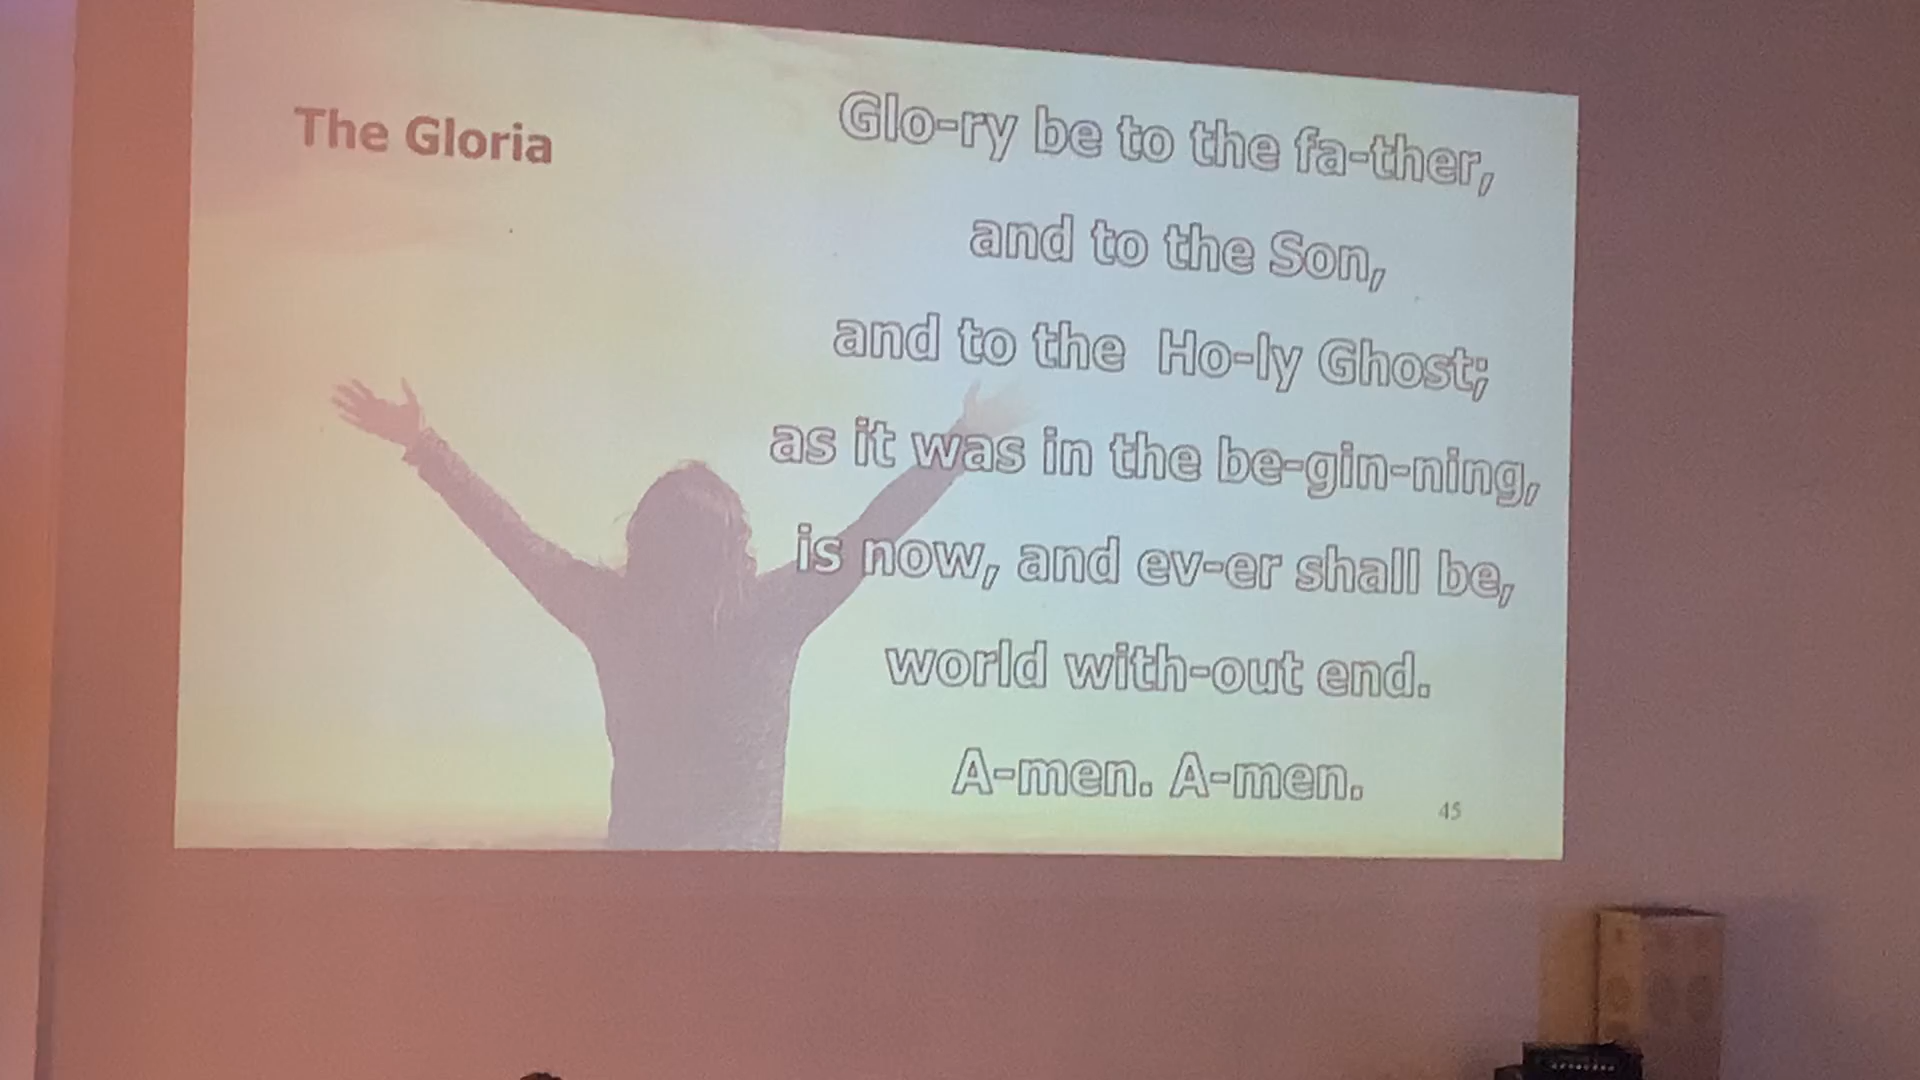 The Gloria
Glo-ry be to the fa-ther,
and to the Son,
and to the Ho-ly Ghost;
as it was in the be-gin-ning,
is now, and ev-er shall be,
world with-out end.
A-men. A-men.
45